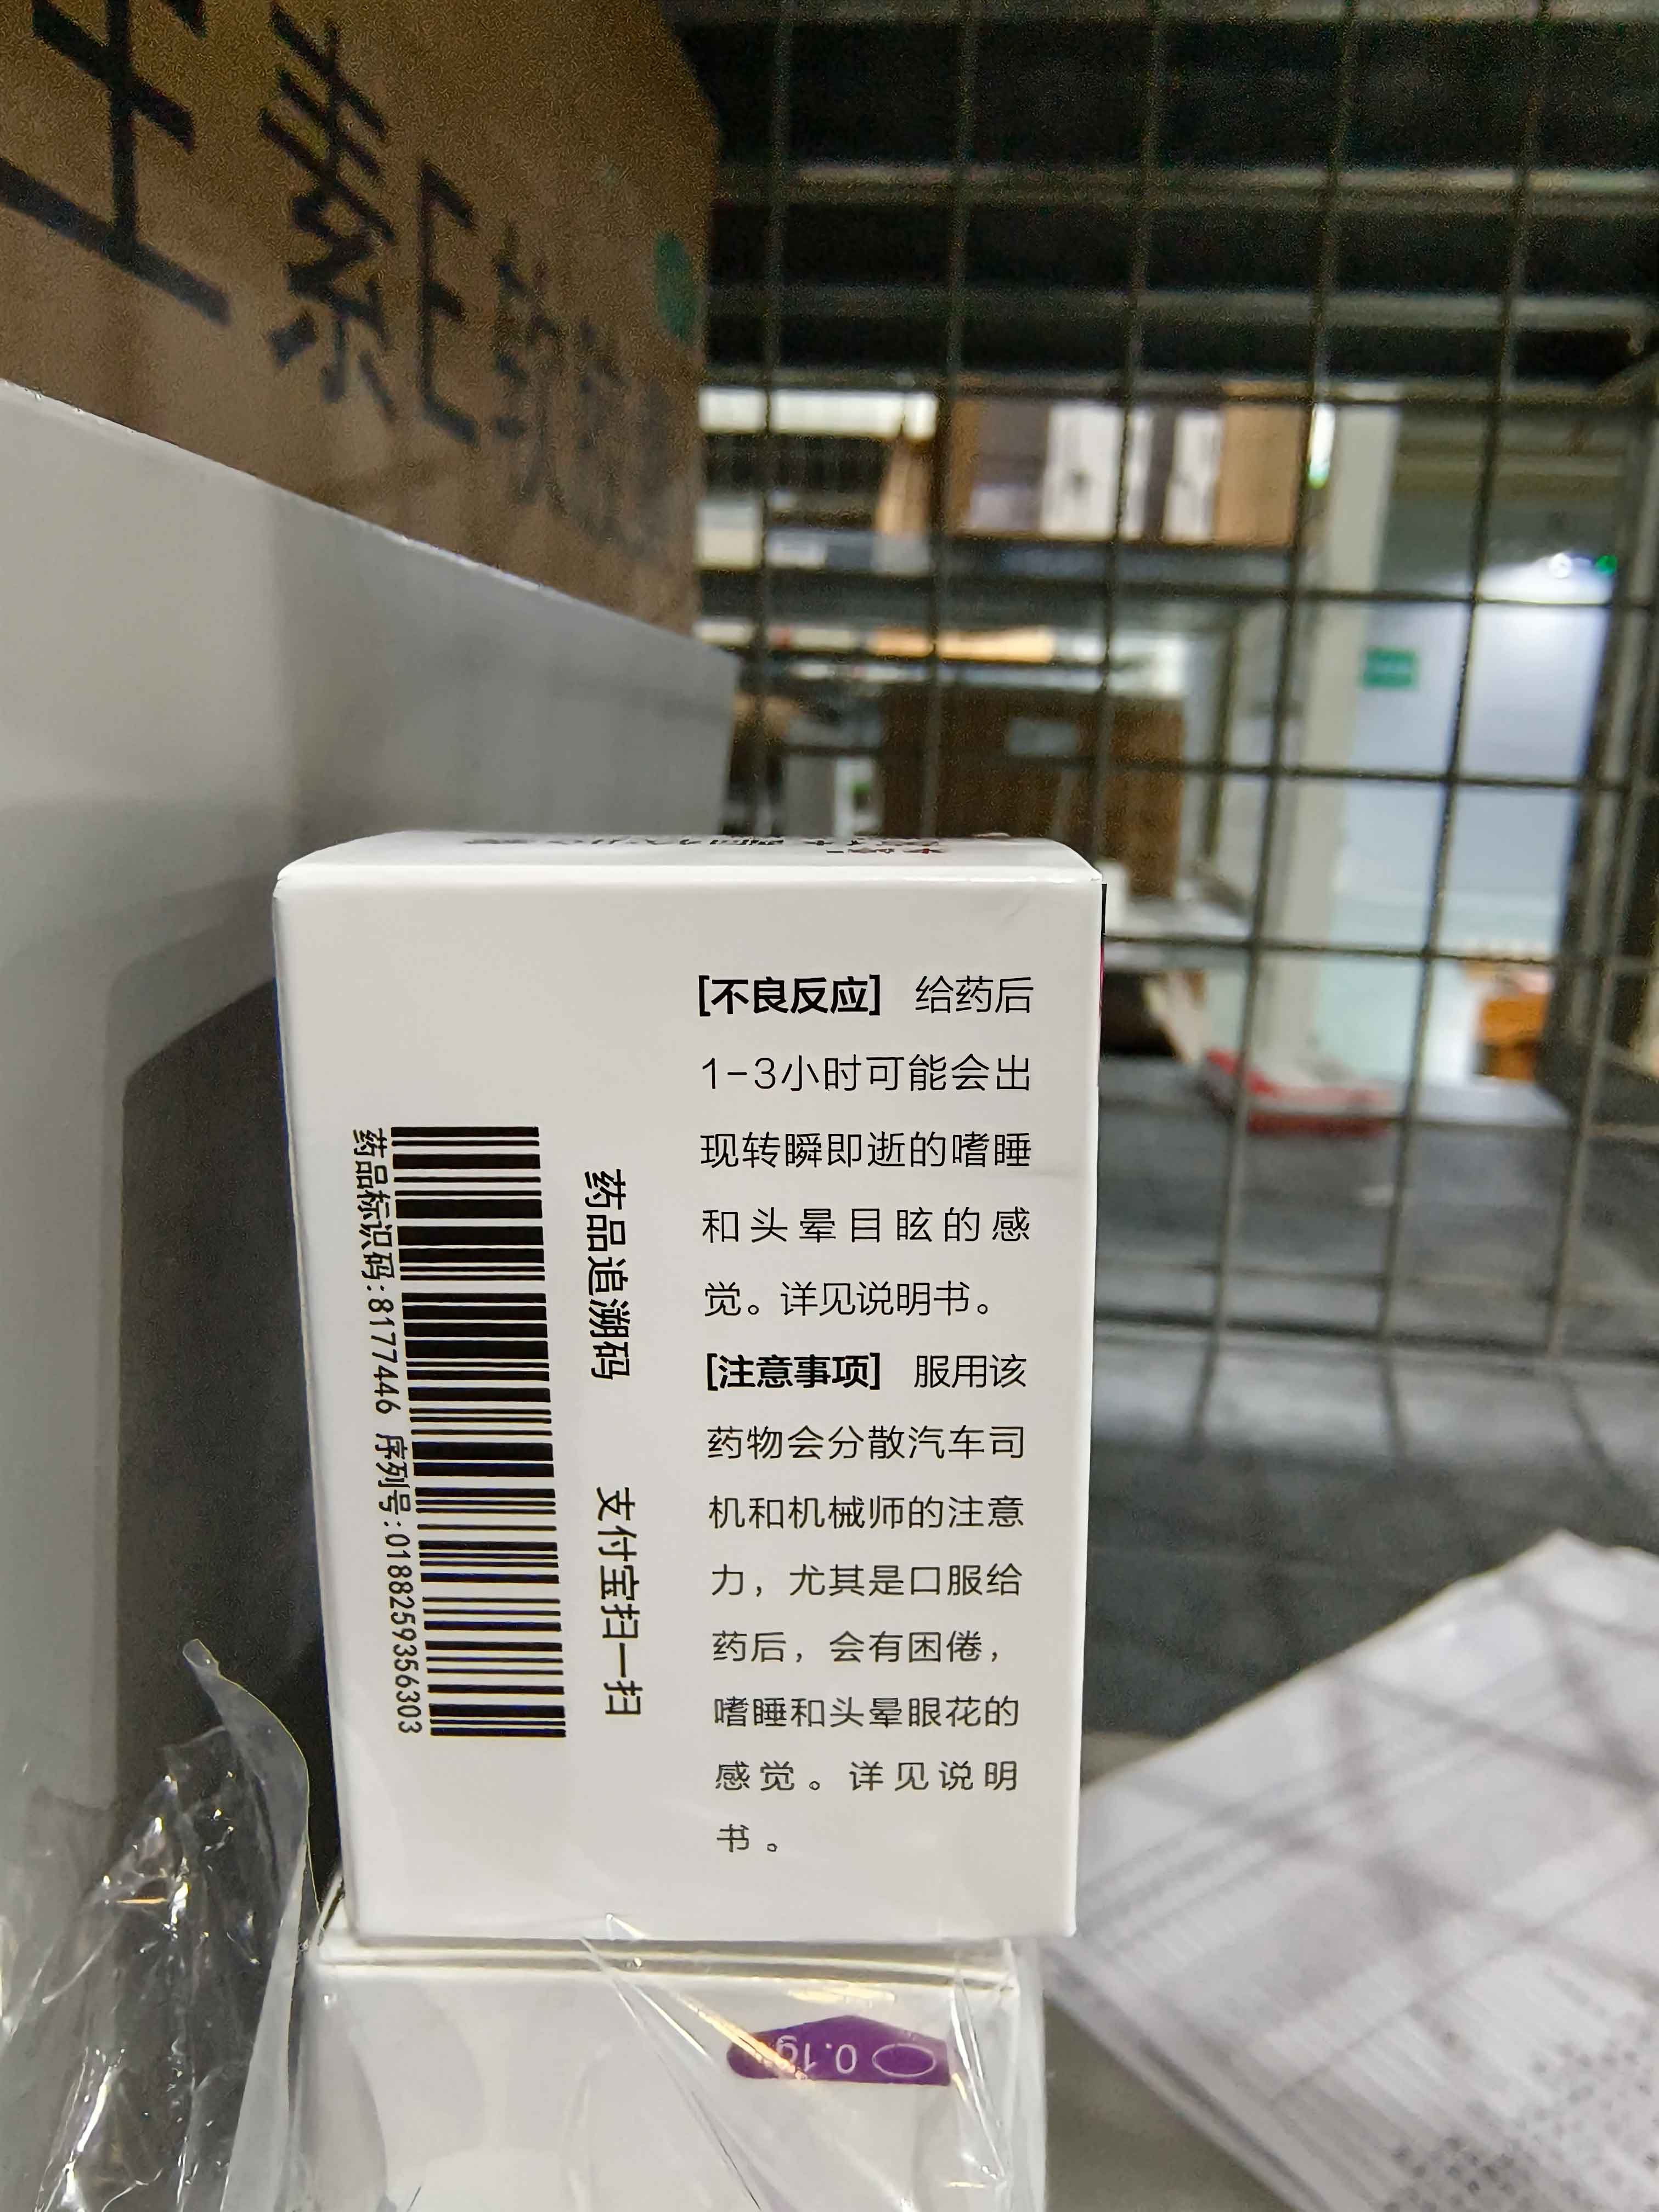 素E软
[不良反应] 给药后
1-3小时可能会出
现转瞬即逝的嗜睡
和头晕目眩的感
觉。详见说明书。
[注意事项] 服用该
药物会分散汽车司
机和机械师的注意
力，尤其是口服给
药后，会有困倦，
嗜睡和头晕眼花的
感觉。详见说明
书。
药品追溯码 支付宝扫一扫
药品标识码:8177446 序列号:0188259356303
0.1g